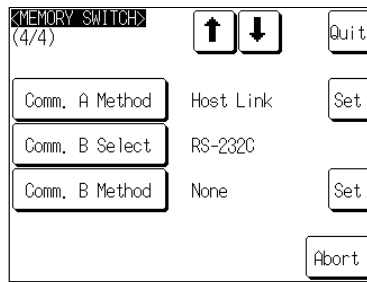 <MEMORY SWITCH>
(4/4)
Quit
Comm. A Method Host Link Set
Comm. B Select RS-232C
Comm. B Method None Set
Abort